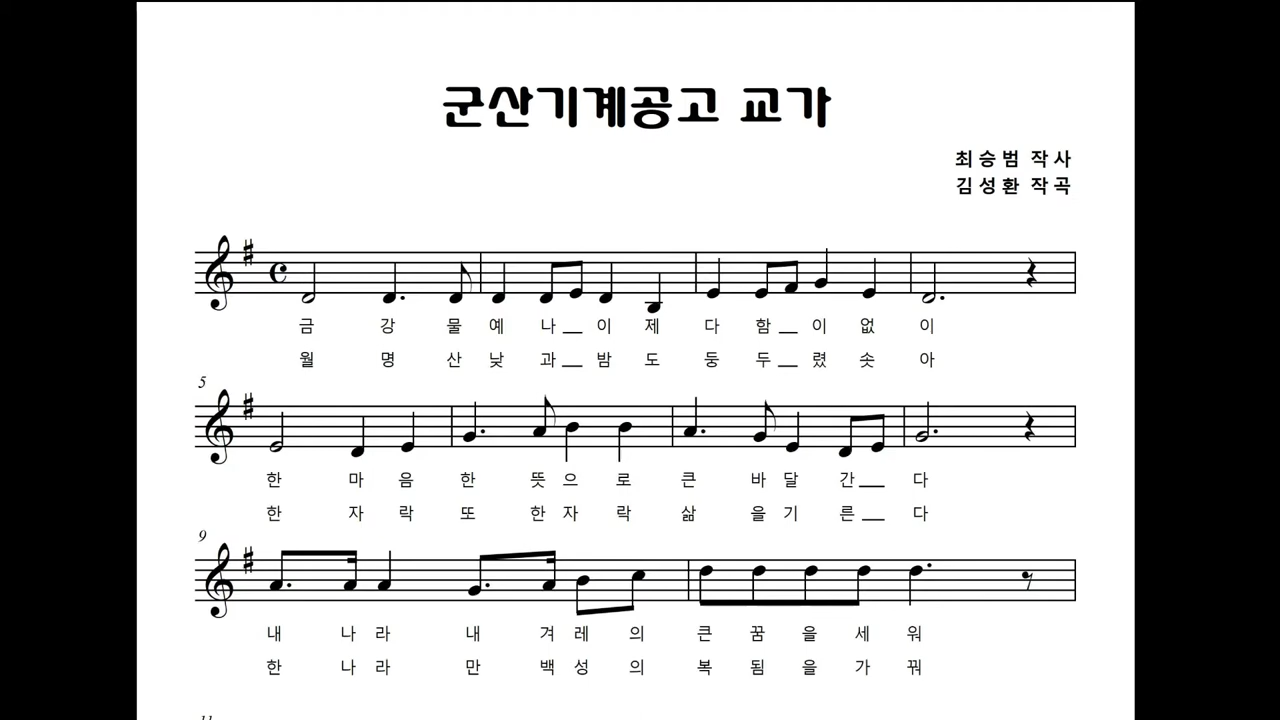 군산기계공고 교가
최승범 작사
김성환 작곡
금 강 물 예 나 이 제 다 함 이 없 이
월 명 산 낮 과 밤 도 둥 두 렸 솟 아
5
한 마 음 한 뜻 으 로 큰 바 달 간 다
한 자 락 또 한 자 락 삶 을 기 른 다
9
내 나 라 내 겨 레 의 큰 꿈 을 세 워
한 나 라 만 백 성 의 복 됨 을 가 꿔